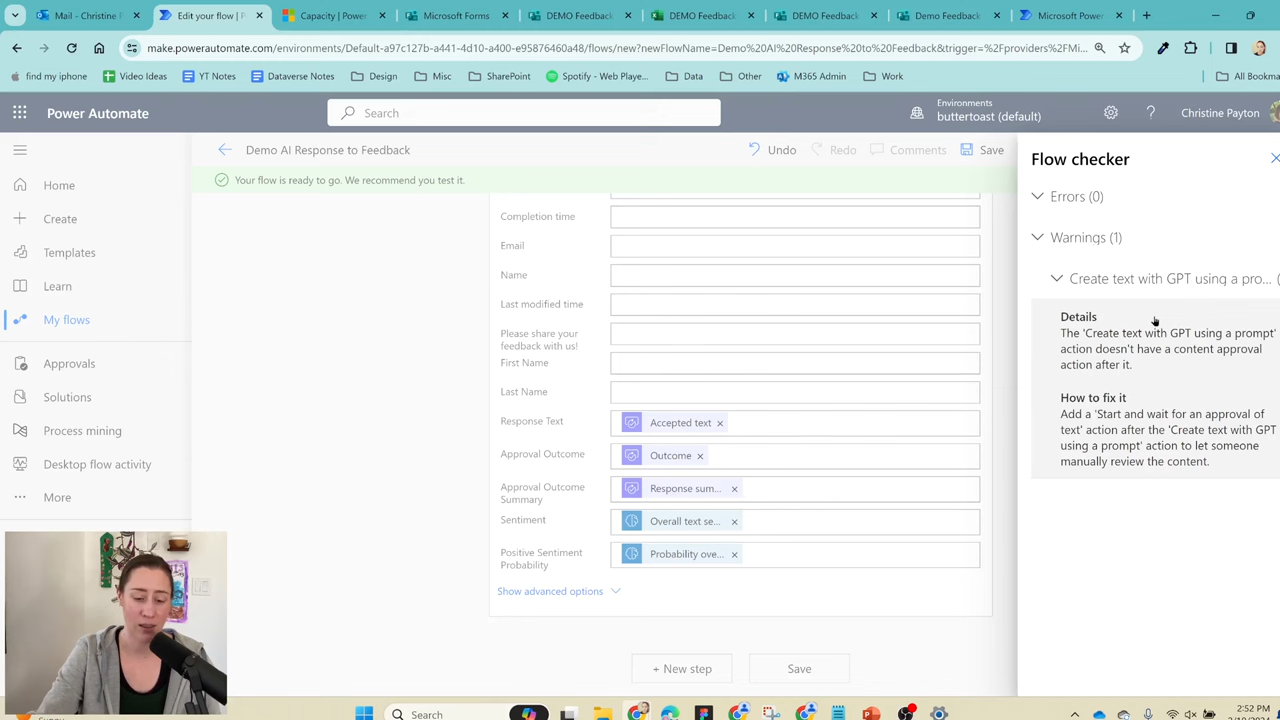 Mail - Christine P
Edit your flow | Po
Capacity | Power
Microsoft Forms
DEMO Feedback
DEMO Feedback
DEMO Feedback
DEMO Feedback
Microsoft Power
make.powerautomate.com/environments/Default-a97c127b-a441-4d10-a400-e95876460a48/flows/new?newFlowName=Demo%20AI%20Response%20to%20Feedback&trigger=%2Fproviders%2FMi...
find my iphone
Video Ideas
YT Notes
Dataverse Notes
Design
Misc
SharePoint
Spotify - Web Playe...
Data
Other
M365 Admin
Work
All Bookma
Power Automate
Search
Environments
buttertoast (default)
Christine Payton
Demo AI Response to Feedback
Undo
Redo
Comments
Save
Your flow is ready to go. We recommend you test it.
Home
Create
Templates
Learn
My flows
Approvals
Solutions
Process mining
Desktop flow activity
More
Completion time
Email
Name
Last modified time
Please share your
feedback with us!
First Name
Last Name
Response Text
Accepted text ×
Approval Outcome
Outcome ×
Approval Outcome
Summary
Response sum... ×
Sentiment
Overall text se... ×
Positive Sentiment
Probability
Probability ove... ×
Show advanced options
+ New step
Save
Flow checker
Errors (0)
Warnings (1)
Create text with GPT using a pro...
Details
The 'Create text with GPT using a prompt'
action doesn't have a content approval
action after it.
How to fix it
Add a 'Start and wait for an approval of
text' action after the 'Create text with GPT
using a prompt' action to let someone
manually review the content.
Search
2:52 PM